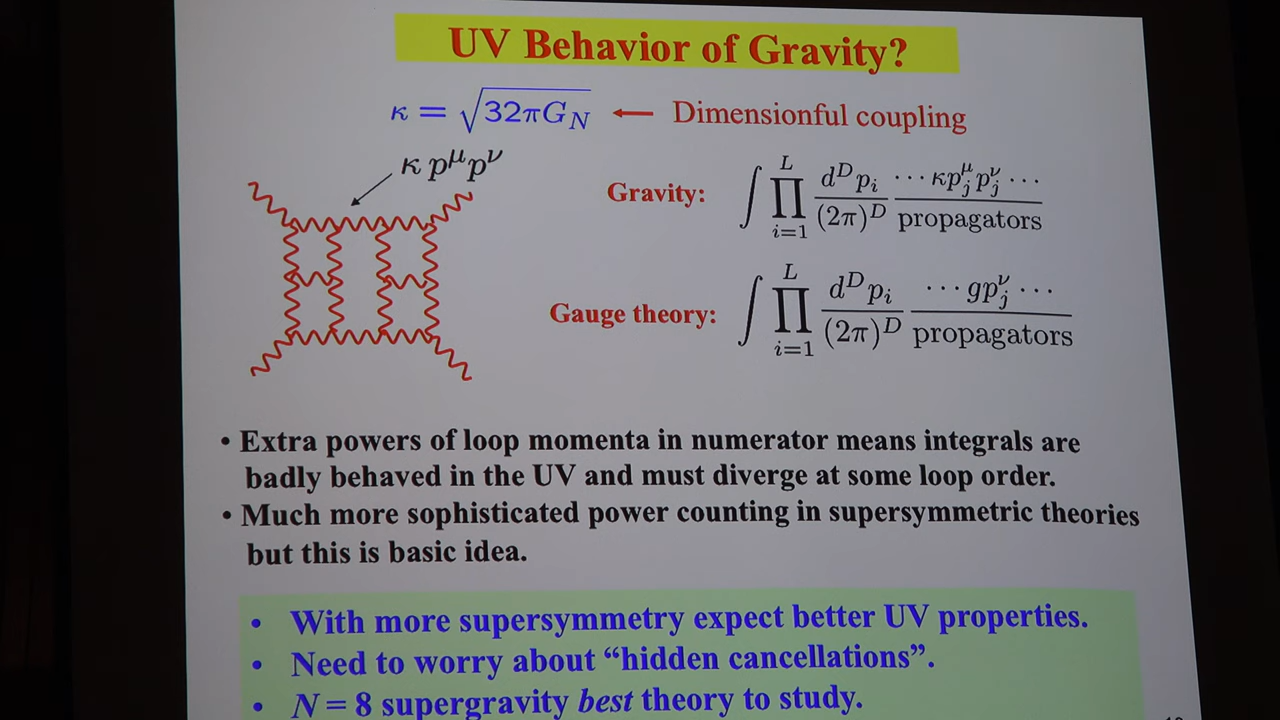 UV Behavior of Gravity?
κ = √32πG_N ← Dimensionful coupling
κ p^μ p^ν
Gravity: ∫ ∏_{i=1}^{L} d^D p_i / (2π)^D ··· κp_j^μ p_j^ν ··· / propagators
Gauge theory: ∫ ∏_{i=1}^{L} d^D p_i / (2π)^D ··· gp_j^ν ··· / propagators
• Extra powers of loop momenta in numerator means integrals are
badly behaved in the UV and must diverge at some loop order.
• Much more sophisticated power counting in supersymmetric theories
but this is basic idea.
• With more supersymmetry expect better UV properties.
• Need to worry about “hidden cancellations”.
• N = 8 supergravity best theory to study.